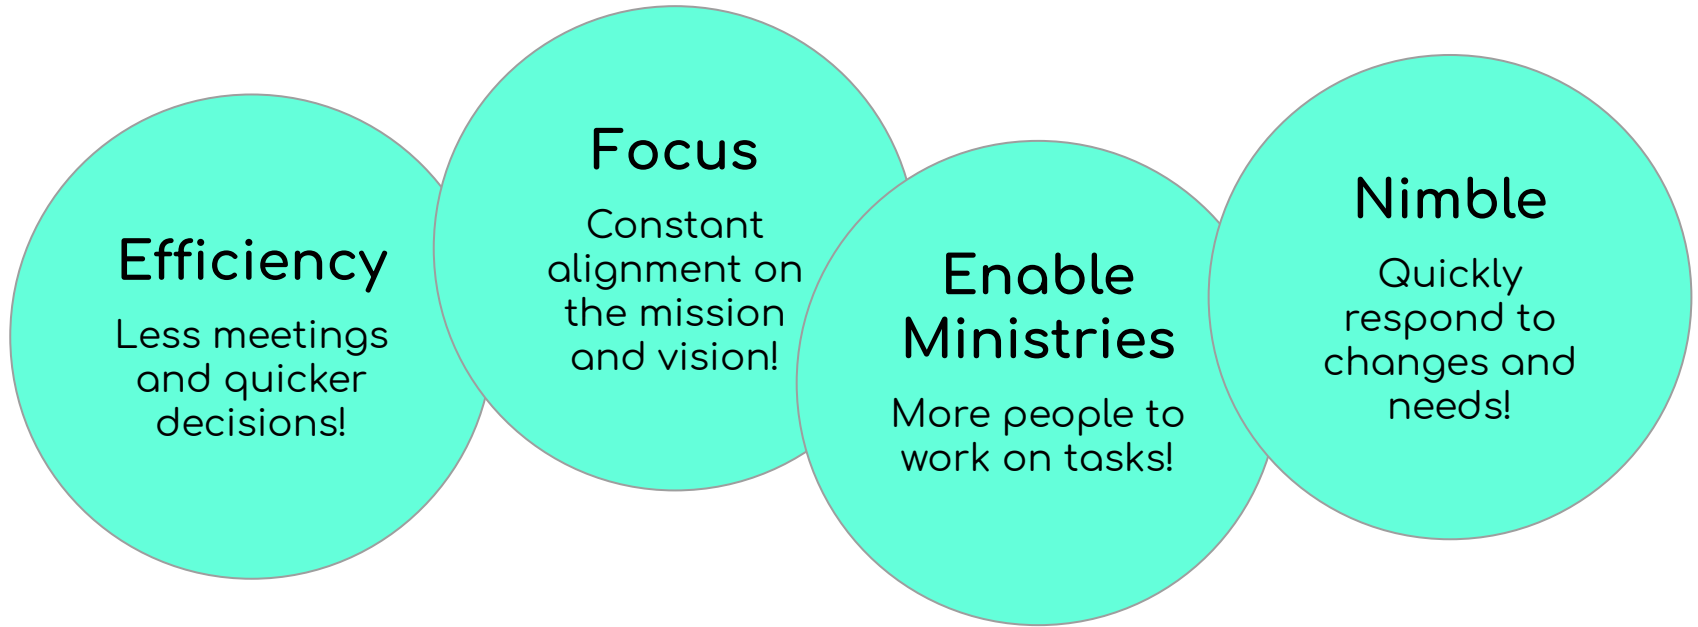 Efficiency
Less meetings
and quicker
decisions!
Focus
Constant
alignment on
the mission
and vision!
Enable
Ministries
More people to
work on tasks!
Nimble
Quickly
respond to
changes and
needs!